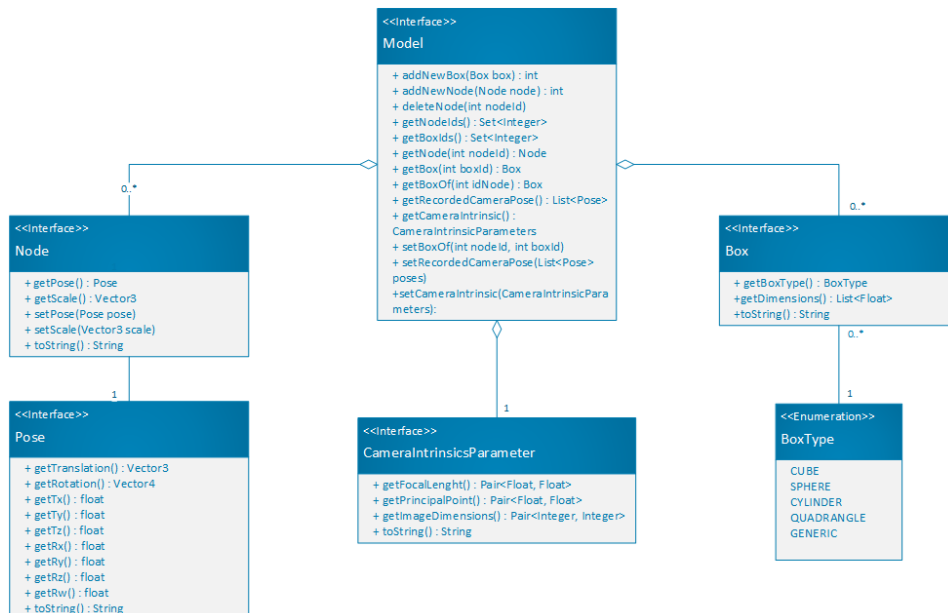 <<Interface>>
Model
+ addNewBox(Box box) : int
+ addNewNode(Node node) : int
+ deleteNode(int nodeId)
+ getNodeIds() : Set<Integer>
+ getBoxIds() : Set<Integer>
+ getNode(int nodeId) : Node
+ getBox(int boxId) : Box
+ getBoxOf(int idNode) : Box
+ getRecordedCameraPose() : List<Pose>
+ getCameraIntrinsic() :
CameraIntrinsicParameters
+ setBoxOf(int nodeId, int boxId)
+ setRecordedCameraPose(List<Pose>
poses)
+setCameraIntrinsic(CameraIntrinsicPara
meters):
0..*
<<Interface>>
Node
+ getPose() : Pose
+ getScale() : Vector3
+ setPose(Pose pose)
+ setScale(Vector3 scale)
+ toString() : String
1
<<Interface>>
Pose
+ getTranslation() : Vector3
+ getRotation() : Vector4
+ getTx() : float
+ getTy() : float
+ getTz() : float
+ getRx() : float
+ getRy() : float
+ getRz() : float
+ getRw() : float
+ toString() : String
1
<<Interface>>
CameraIntrinsicsParameter
+ getFocalLenght() : Pair<Float, Float>
+ getPrincipalPoint() : Pair<Float, Float>
+ getImageDimensions() : Pair<Integer, Integer>
+ toString() : String
0..*
<<Interface>>
Box
+ getBoxType() : BoxType
+getDimensions() : List<Float>
+toString() : String
0..*
1
<<Enumeration>>
BoxType
CUBE
SPHERE
CYLINDER
QUADRANGLE
GENERIC